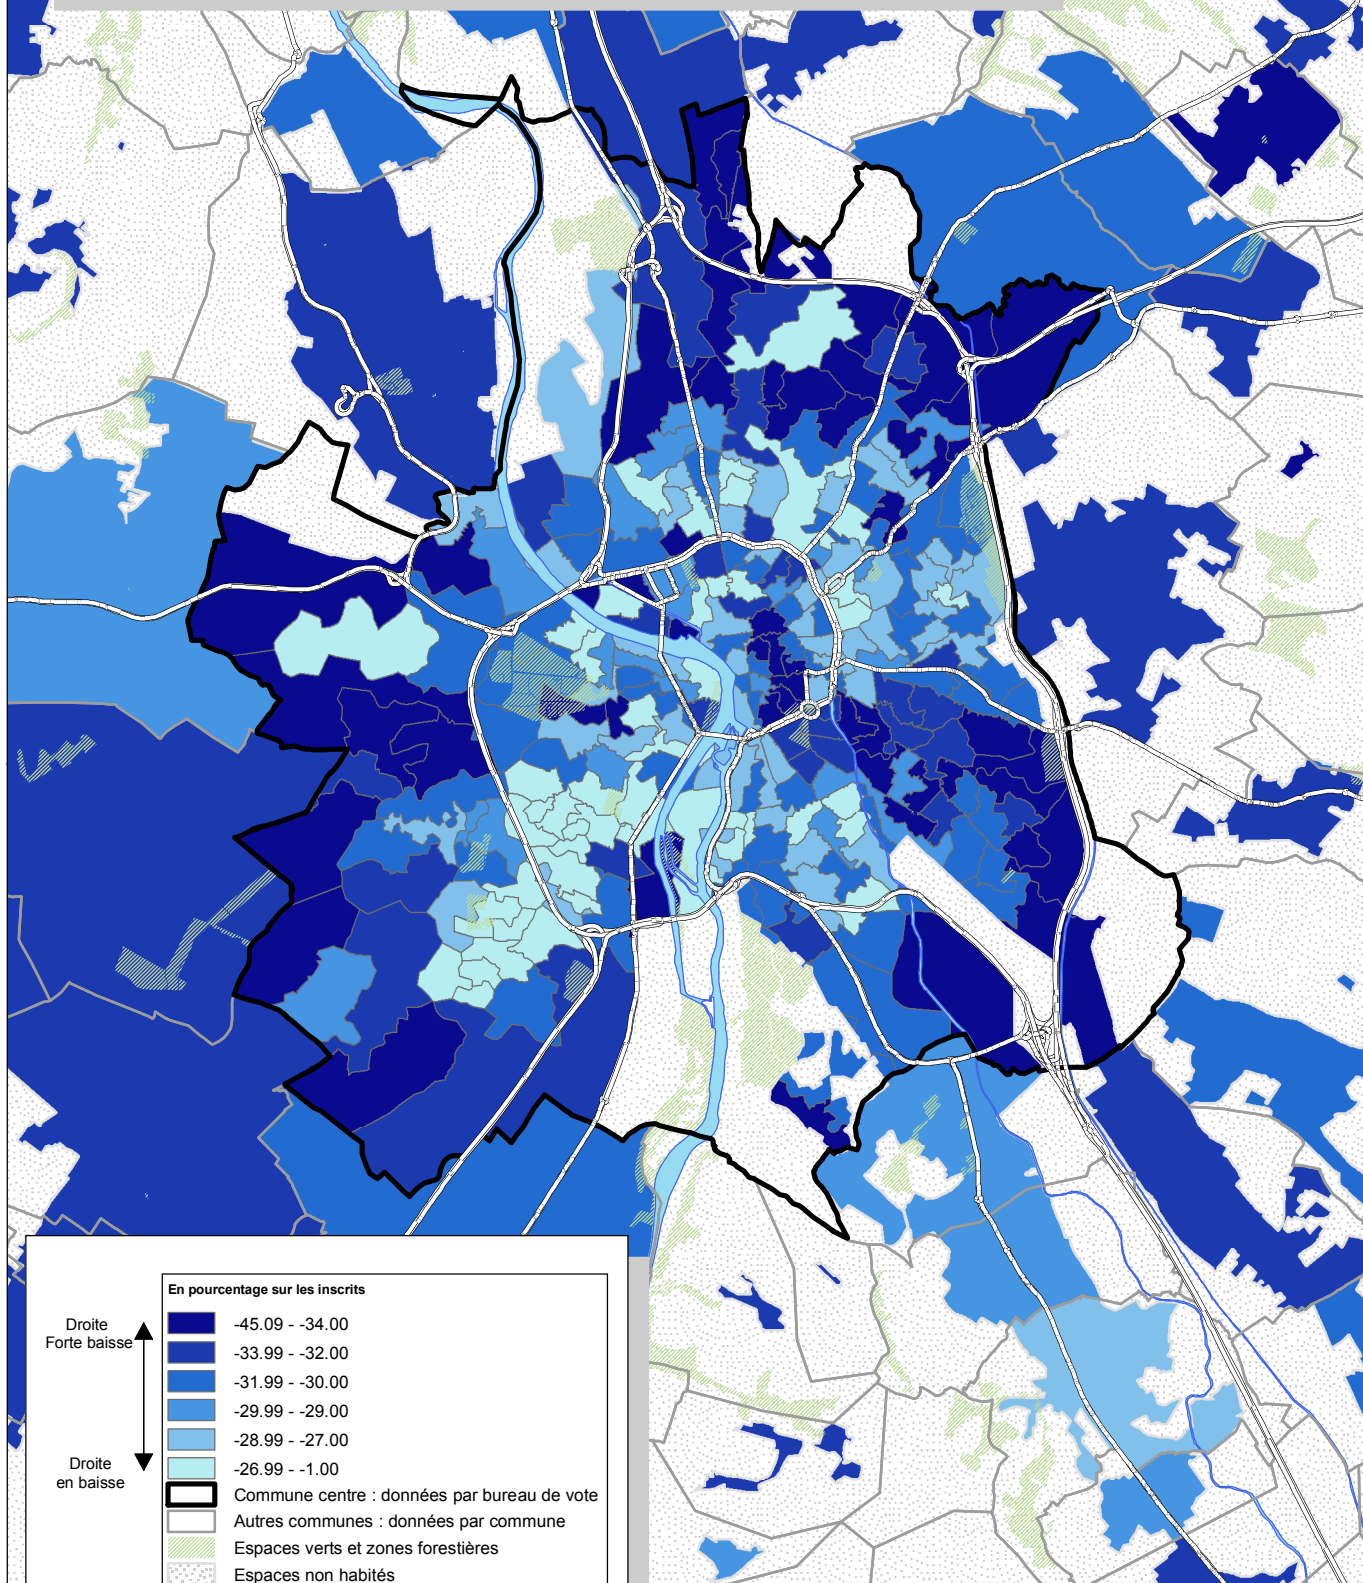 En pourcentage sur les inscrits
Droite
Forte baisse
-45.09 - -34.00
-33.99 - -32.00
-31.99 - -30.00
-29.99 - -29.00
-28.99 - -27.00
-26.99 - -1.00
Droite
en baisse
Commune centre : données par bureau de vote
Autres communes : données par commune
Espaces verts et zones forestières
Espaces non habités